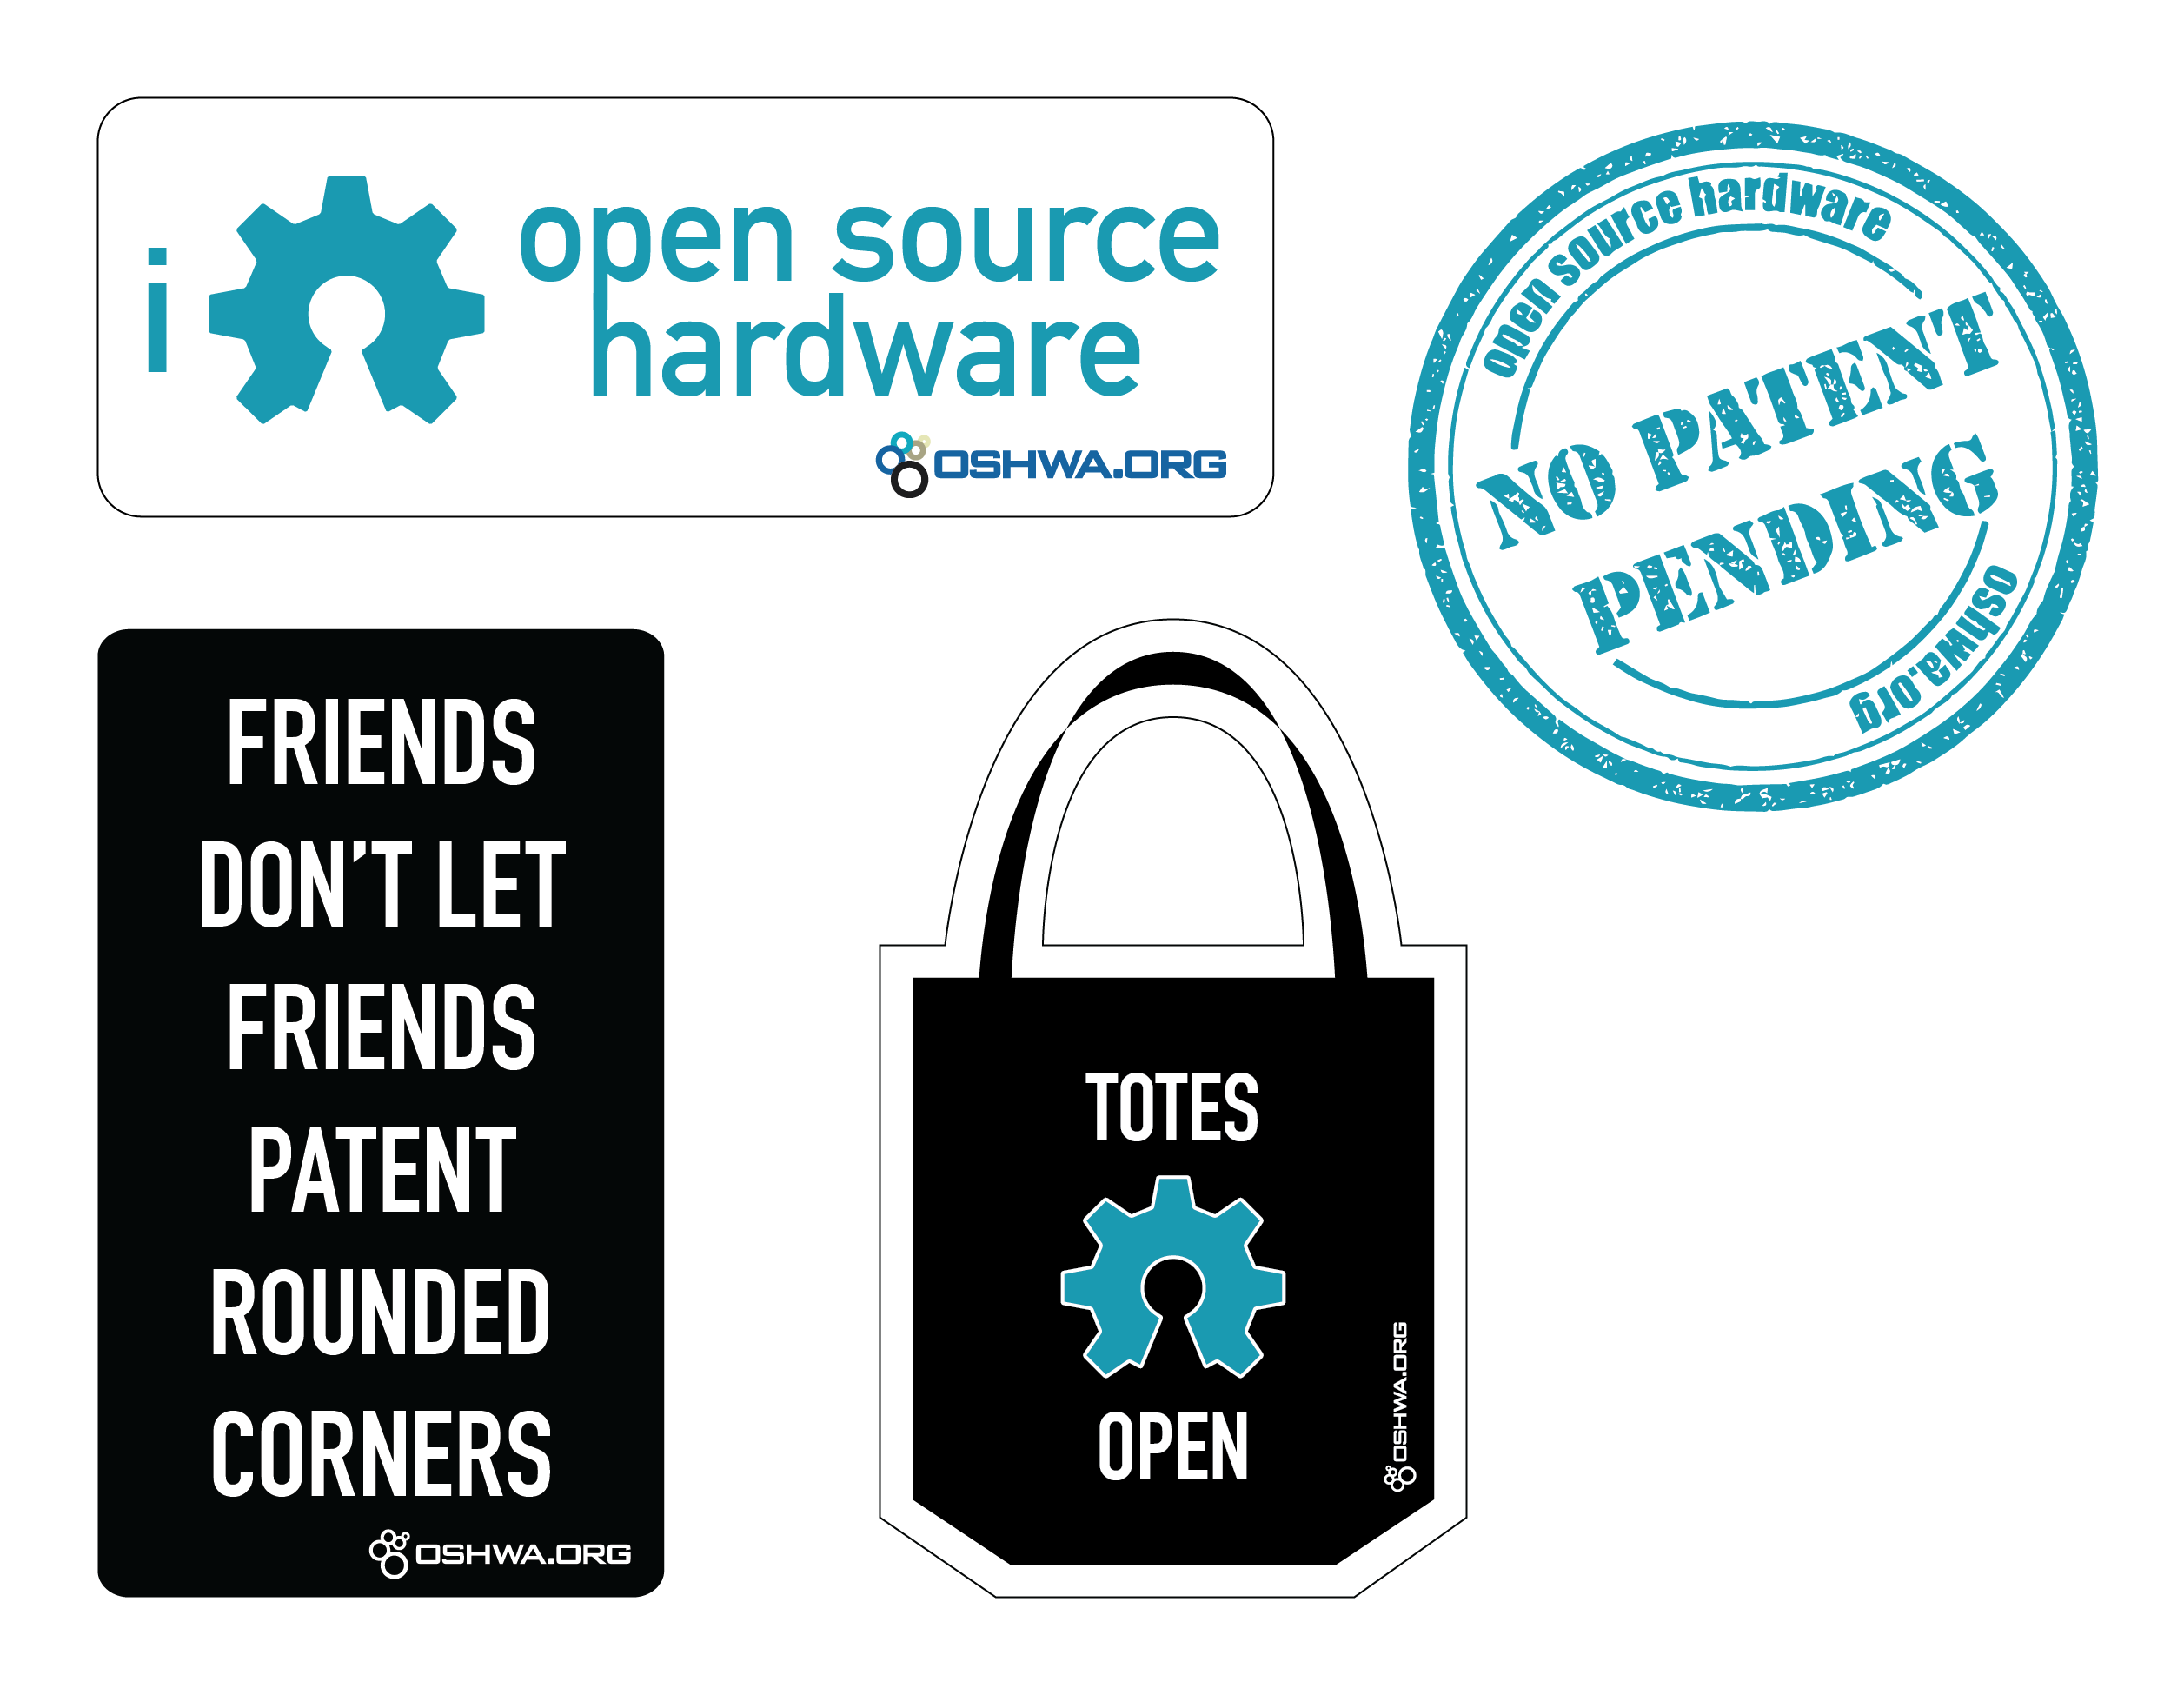 i open source
hardware
OSHWA.ORG
open source hardware
NO PATENT
PENDING
oshwa.org
FRIENDS
DON'T LET
FRIENDS
PATENT
ROUNDED
CORNERS
OSHWA.ORG
TOTES
OPEN
OSHWA.ORG